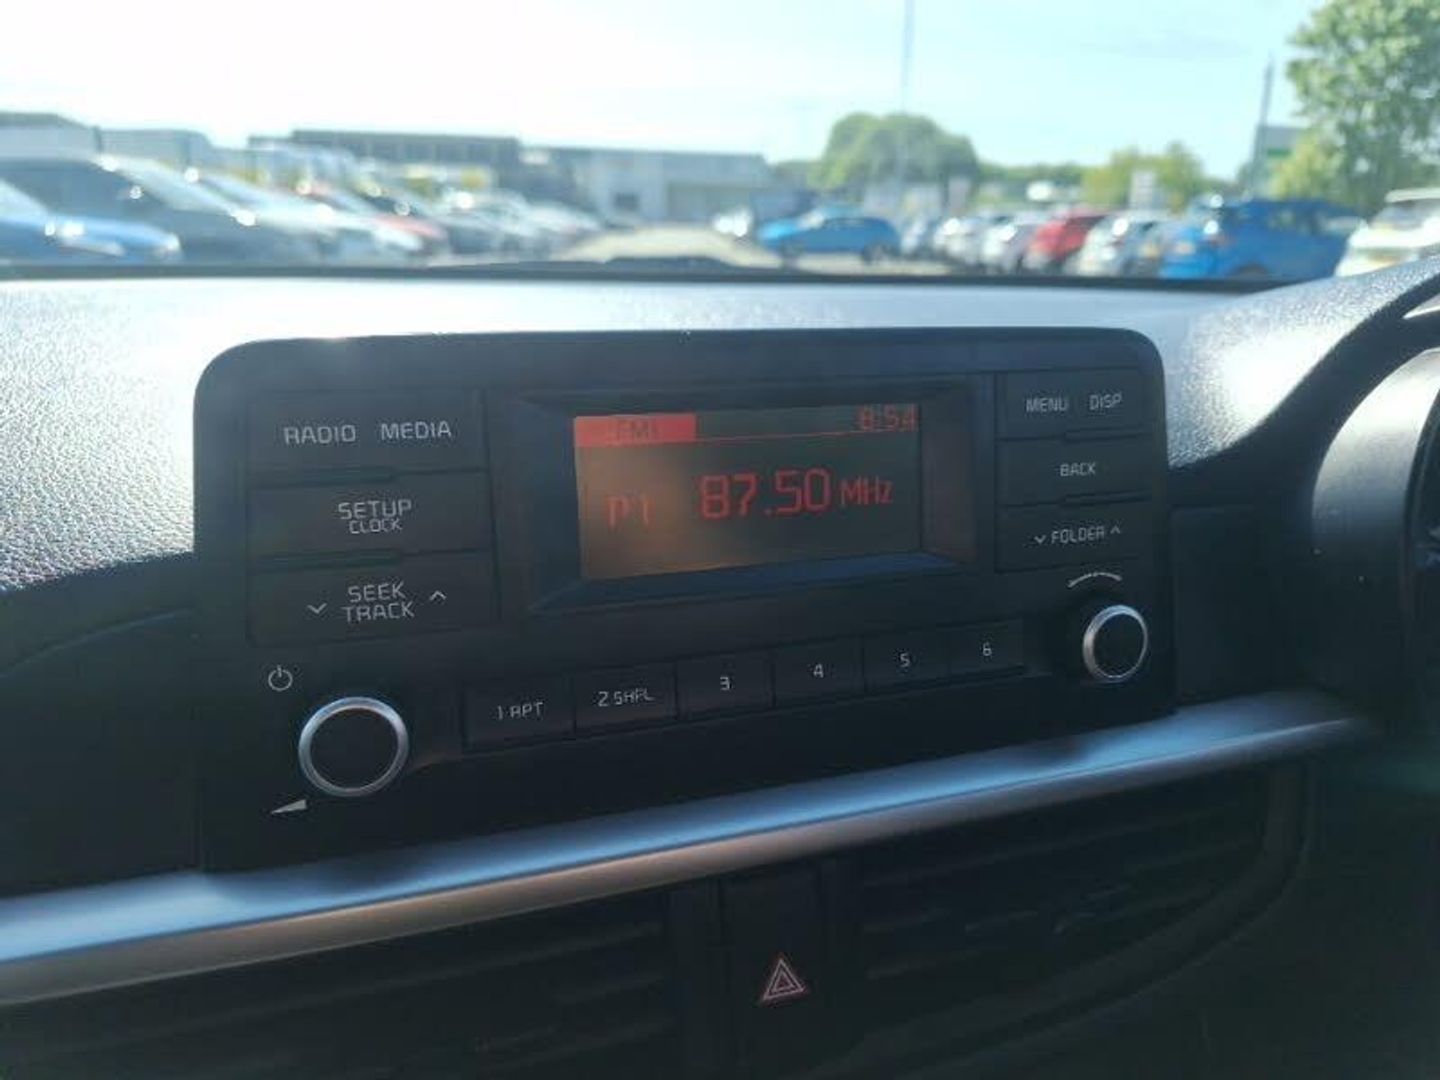 RADIO MEDIA
SETUP
CLOCK
SEEK
TRACK
FM1 8:54
87.50 MHz
MENU DISP
BACK
FOLDER
1 RPT 2 SHFL 3 4 5 6